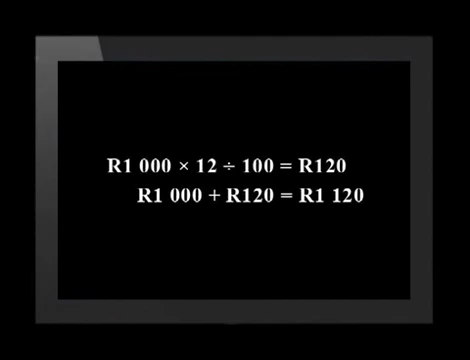 R1 000 × 12 ÷ 100 = R120
R1 000 + R120 = R1 120